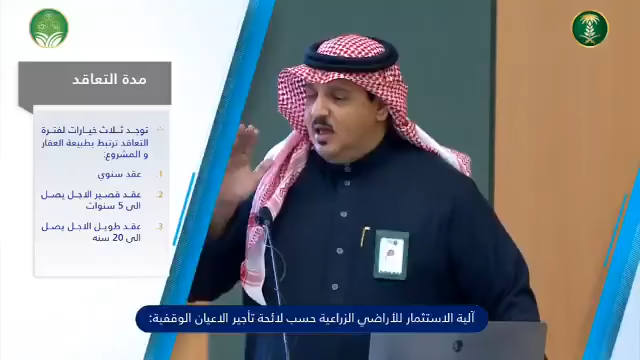 مدة التعاقد
توجد ثلاث خيارات لفترة
التعاقد ترتبط بطبيعة العقار
و المشروع:
1. عقد سنوي
2. عقد قصير الاجل يصل
الى 5 سنوات
3. عقد طويل الاجل يصل
الى 20 سنه
آلية الاستثمار للأراضي الزراعية حسب لائحة تأجير الاعيان الوقفية: